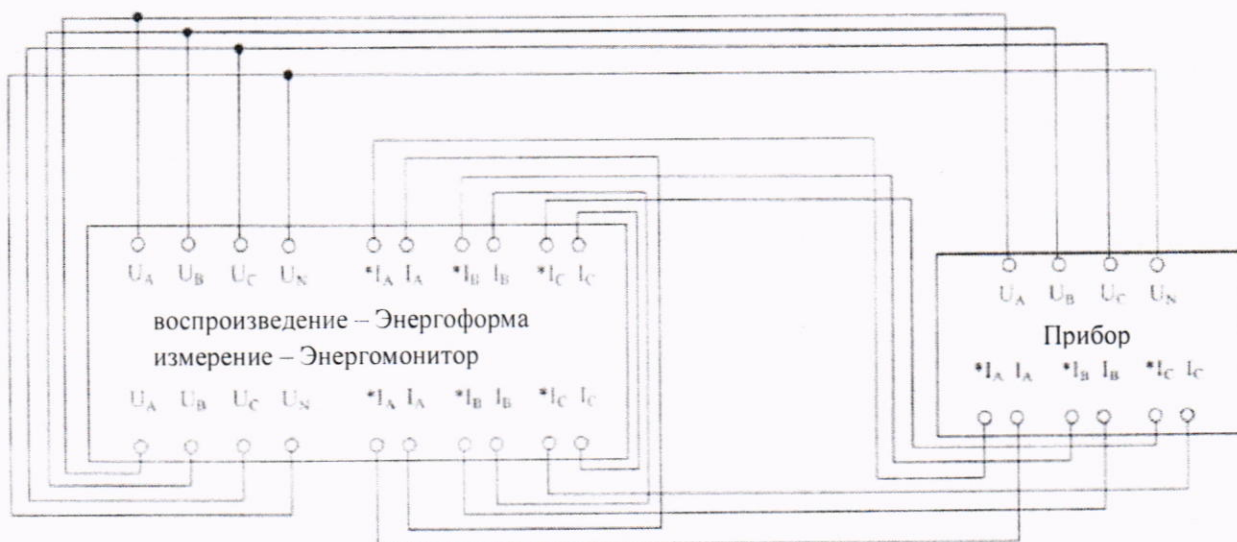 U_A U_B U_C U_N *I_A I_A *I_B I_B *I_C I_C
воспроизведение – Энергоформа
измерение – Энергомонитор
U_A U_B U_C U_N *I_A I_A *I_B I_B *I_C I_C
U_A U_B U_C U_N
Прибор
*I_A I_A *I_B I_B *I_C I_C